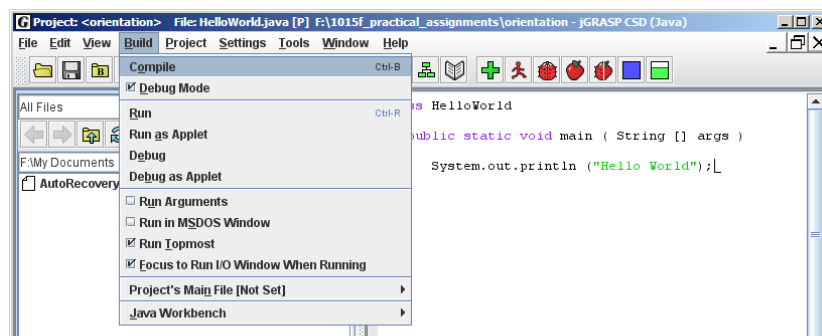 Project: <orientation> File: HelloWorld.java [P] F:\1015f_practical_assignments\orientation - jGRASP CSD (Java)
File Edit View Build Project Settings Tools Window Help
Compile Ctrl-B
Debug Mode
Run Ctrl-R
Run as Applet
Debug
Debug as Applet
Run Arguments
Run in MSDOS Window
Run Topmost
Focus to Run I/O Window When Running
Project's Main File [Not Set]
Java Workbench
All Files
F:\My Documents
AutoRecovery
ss HelloWorld
public static void main ( String [] args )
System.out.println ("Hello World");